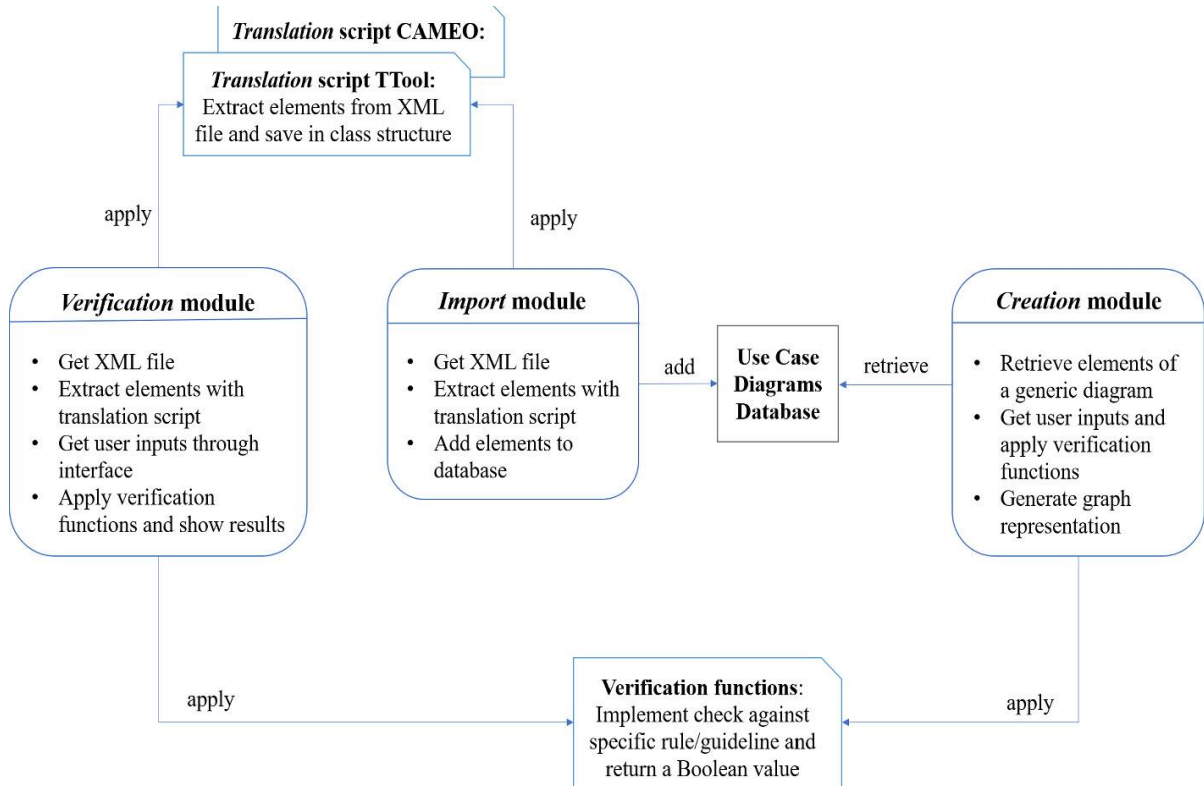 Translation script CAMEO:
Translation script TTool:
Extract elements from XML
file and save in class structure
apply
apply
Verification module
• Get XML file
• Extract elements with
translation script
• Get user inputs through
interface
• Apply verification
functions and show results
Import module
• Get XML file
• Extract elements with
translation script
• Add elements to
database
add
Use Case
Diagrams
Database
retrieve
Creation module
• Retrieve elements of
a generic diagram
• Get user inputs and
apply verification
functions
• Generate graph
representation
apply
Verification functions:
Implement check against
specific rule/guideline and
return a Boolean value
apply